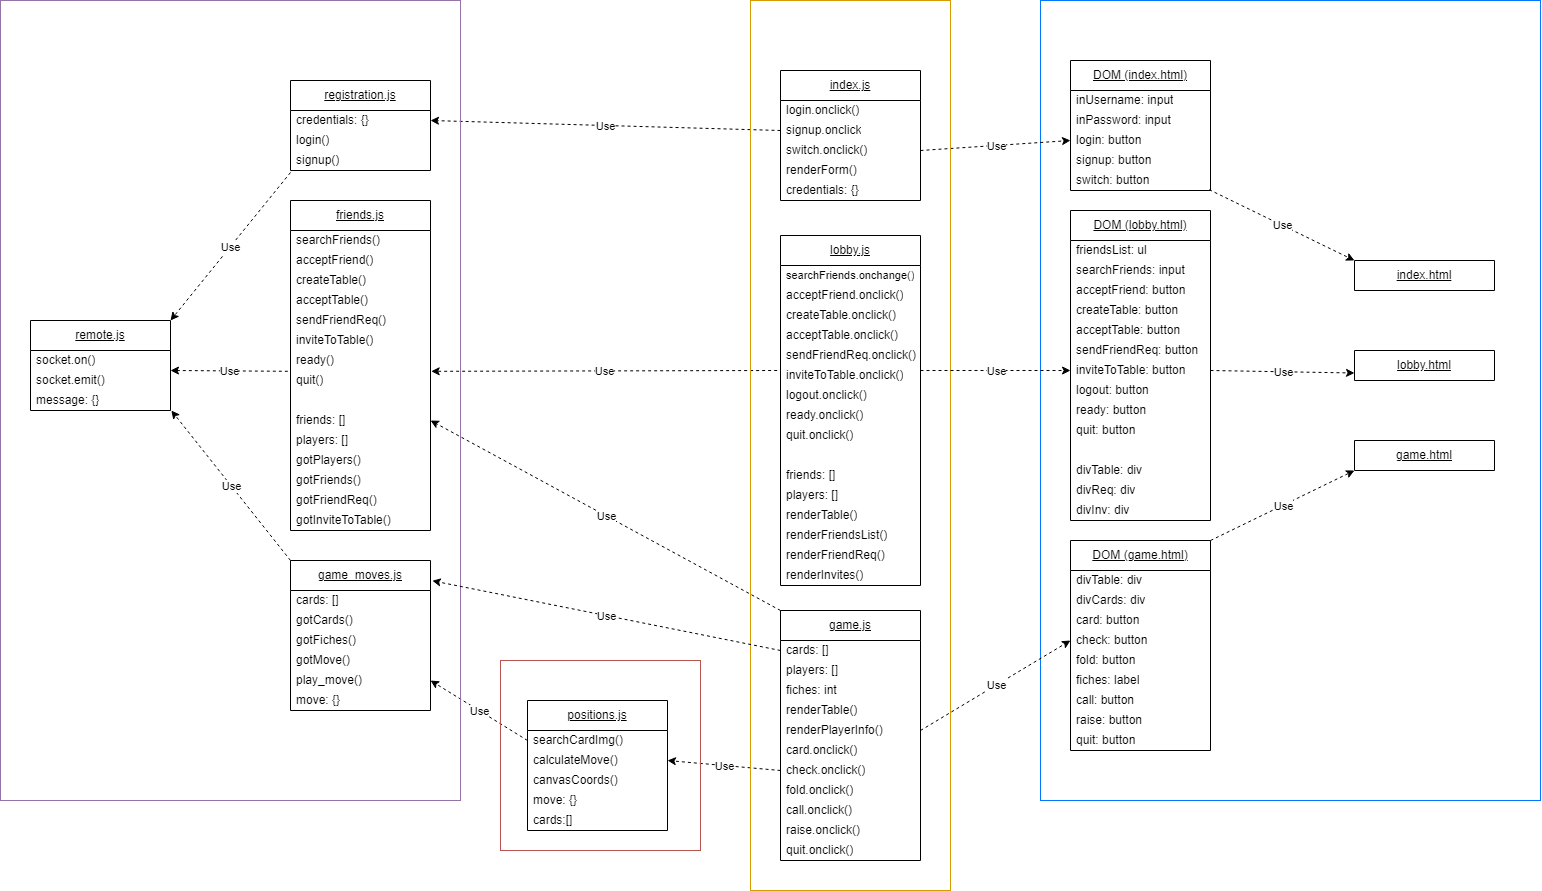 registration.js
credentials: {}
login()
signup()
friends.js
searchFriends()
acceptFriend()
createTable()
acceptTable()
sendFriendReq()
inviteToTable()
ready()
quit()
friends: []
players: []
gotPlayers()
gotFriends()
gotFriendReq()
gotInviteToTable()
remote.js
socket.on()
socket.emit()
message: {}
game_moves.js
cards: []
gotCards()
gotFiches()
gotMove()
play_move()
move: {}
Use
Use
Use
positions.js
searchCardImg()
calculateMove()
canvasCoords()
move: {}
cards:[]
Use
Use
Use
Use
Use
Use
Use
index.js
login.onclick()
signup.onclick
switch.onclick()
renderForm()
credentials: {}
lobby.js
searchFriends.onchange()
acceptFriend.onclick()
createTable.onclick()
acceptTable.onclick()
sendFriendReq.onclick()
inviteToTable.onclick()
logout.onclick()
ready.onclick()
quit.onclick()
friends: []
players: []
renderTable()
renderFriendsList()
renderFriendReq()
renderInvites()
game.js
cards: []
players: []
fiches: int
renderTable()
renderPlayerInfo()
card.onclick()
check.onclick()
fold.onclick()
call.onclick()
raise.onclick()
quit.onclick()
Use
Use
Use
DOM (index.html)
inUsername: input
inPassword: input
login: button
signup: button
switch: button
DOM (lobby.html)
friendsList: ul
searchFriends: input
acceptFriend: button
createTable: button
acceptTable: button
sendFriendReq: button
inviteToTable: button
logout: button
ready: button
quit: button
divTable: div
divReq: div
divInv: div
DOM (game.html)
divTable: div
divCards: div
card: button
check: button
fold: button
fiches: label
call: button
raise: button
quit: button
Use
Use
Use
index.html
lobby.html
game.html